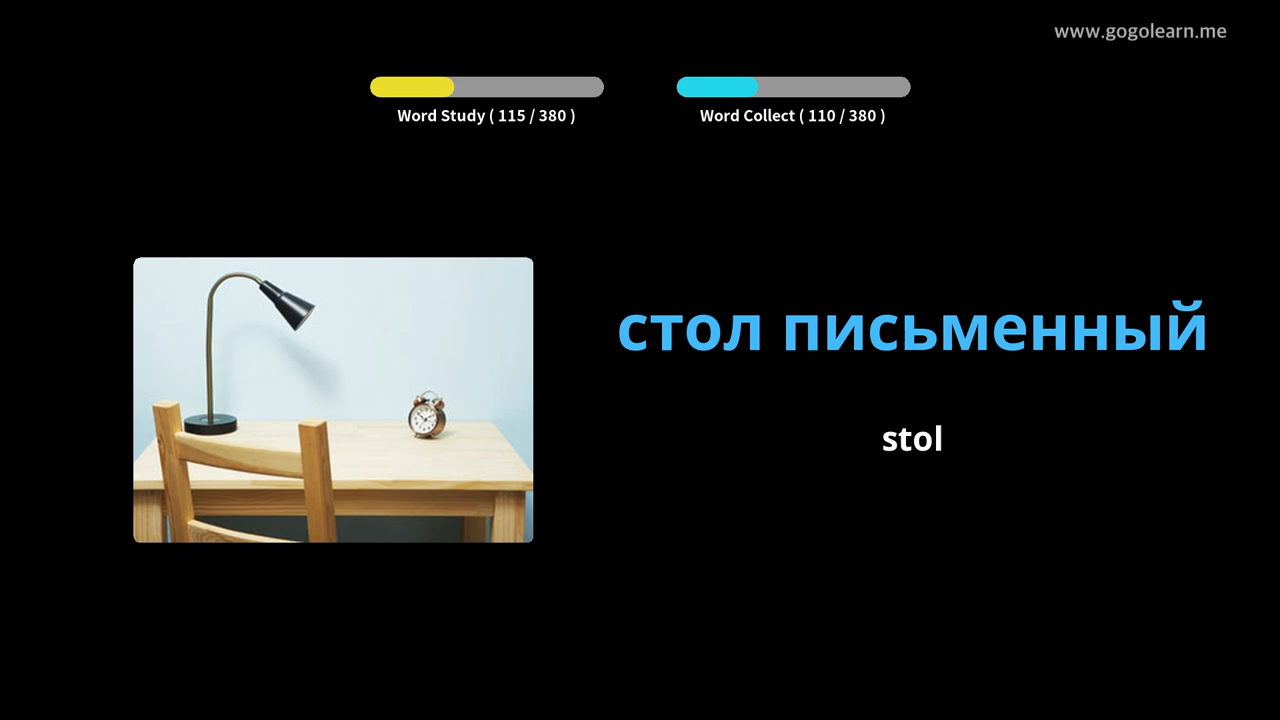 www.gogolearn.me
Word Study ( 115 / 380 )
Word Collect ( 110 / 380 )
стол письменный
stol